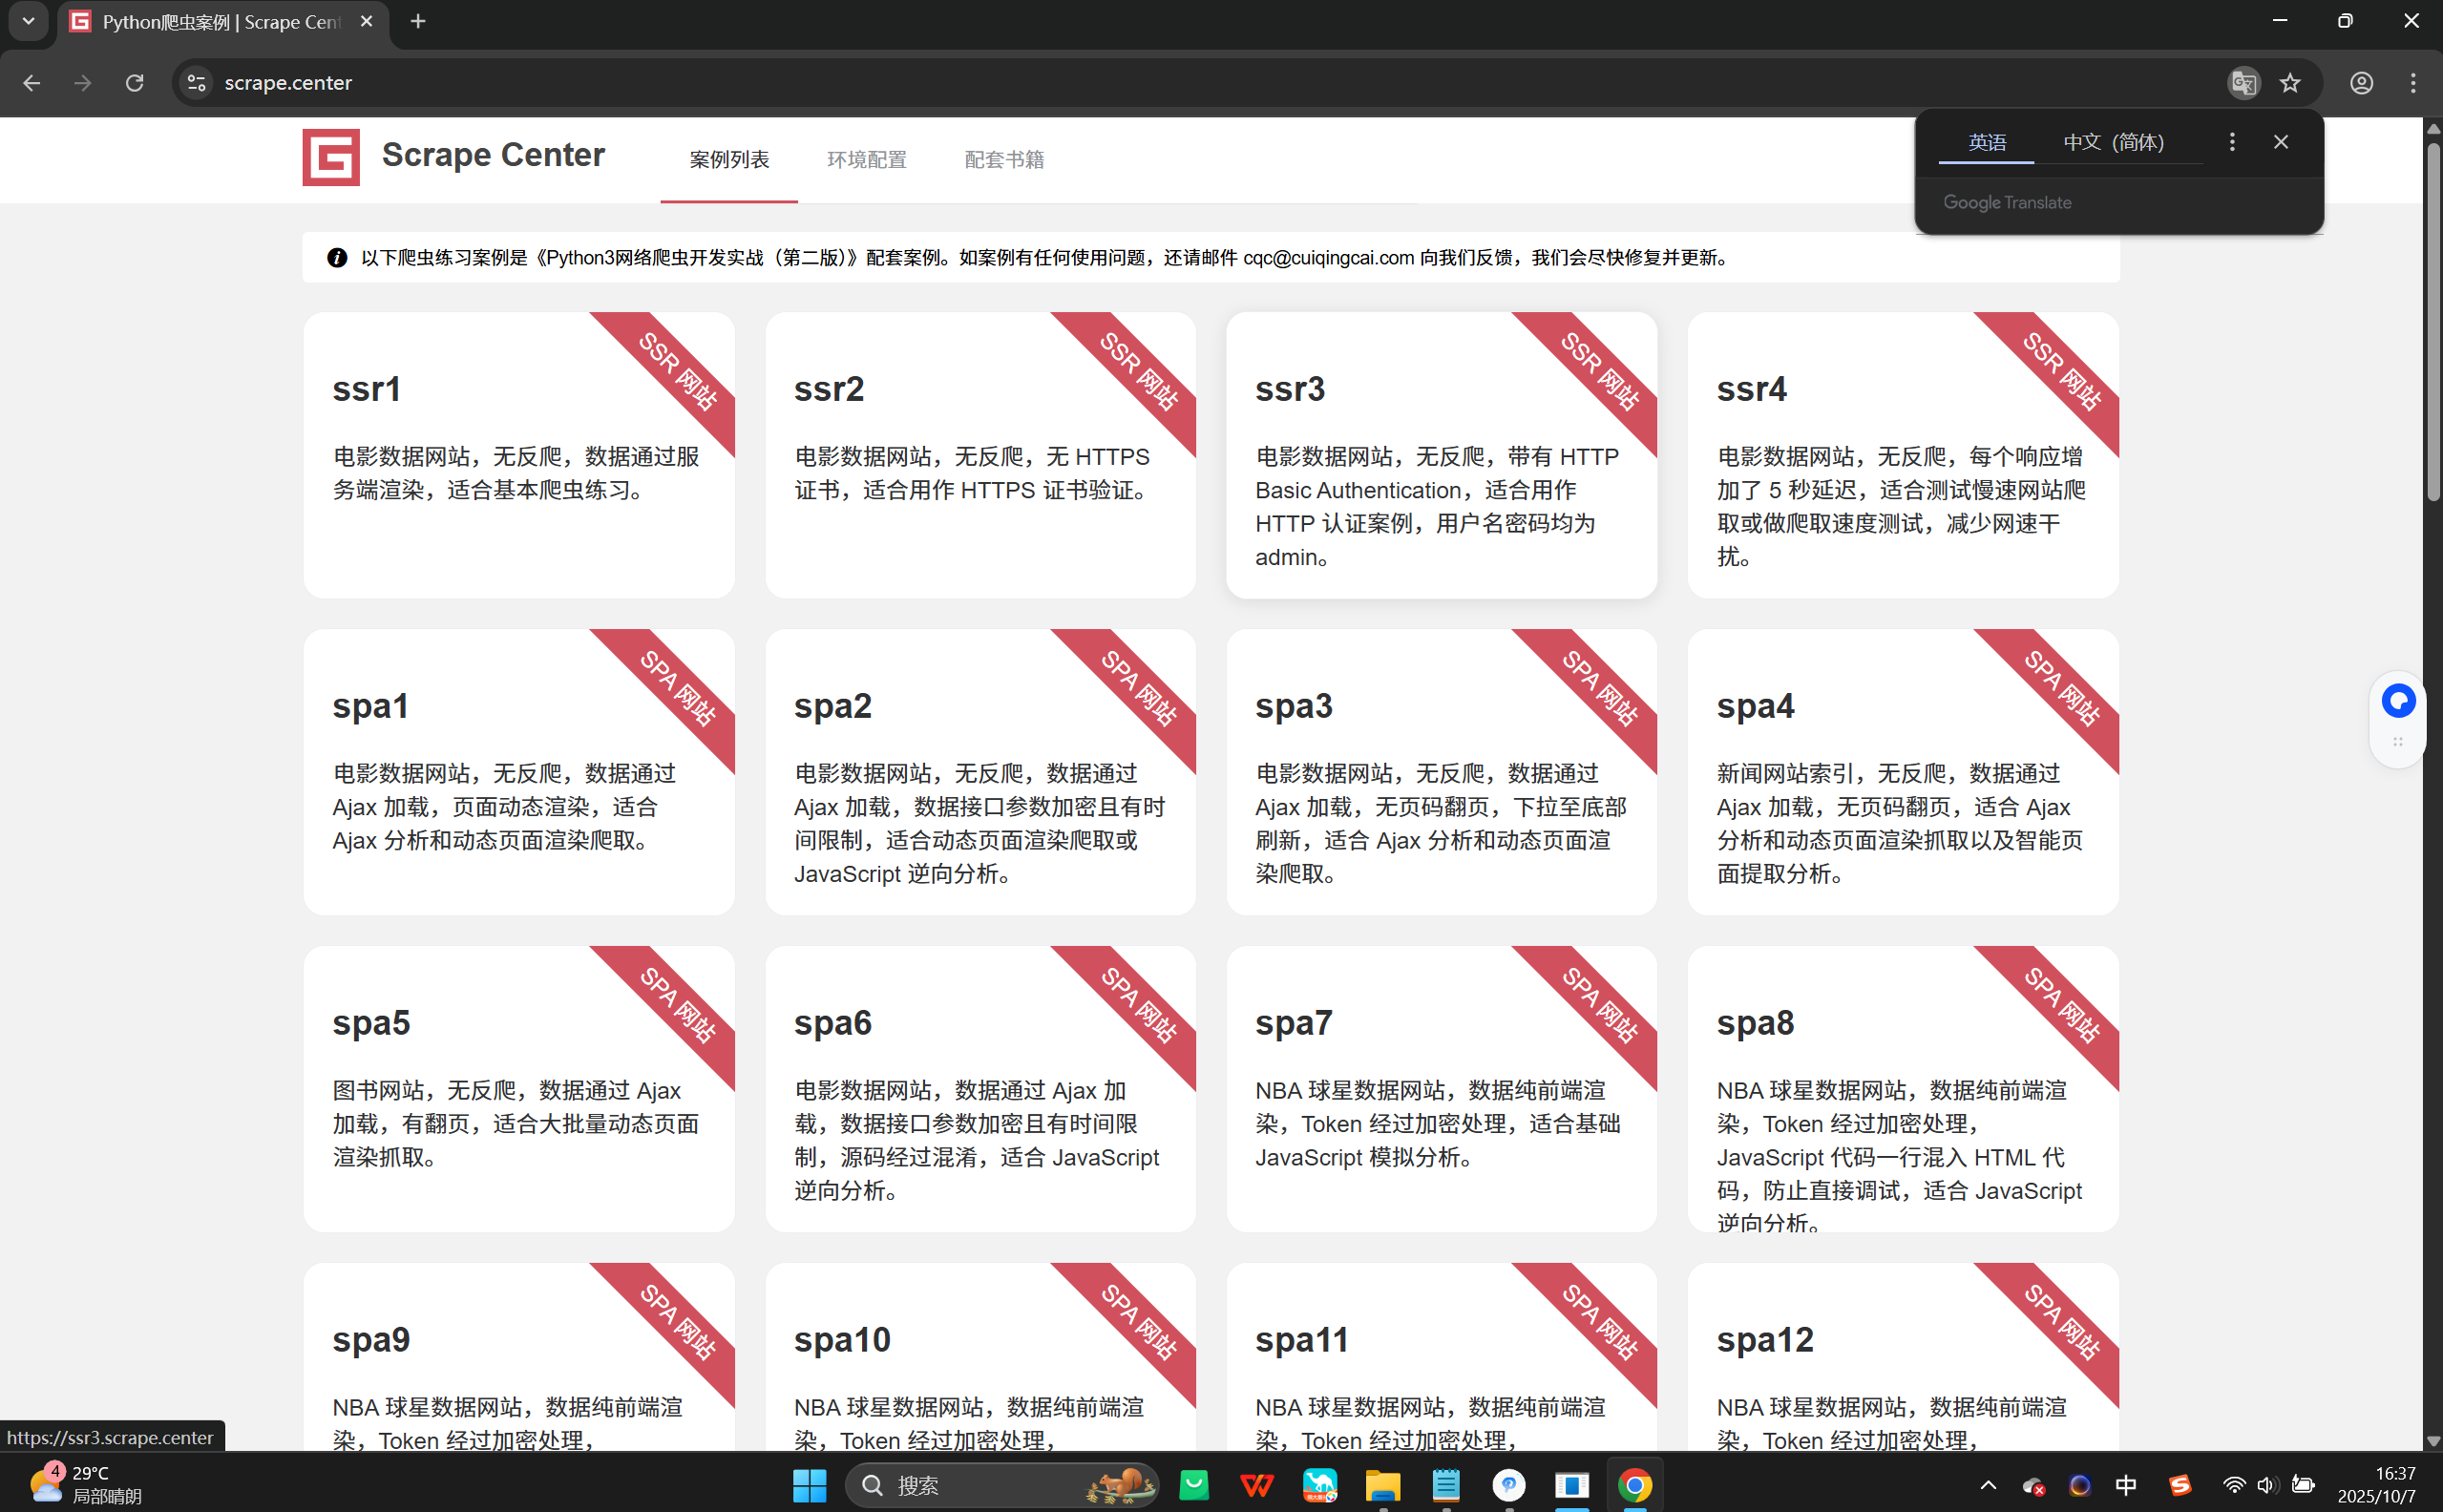 Python爬虫案例 | Scrape Cent
scrape.center
英语
中文（简体）
Google Translate
Scrape Center
案例列表
环境配置
配套书籍
以下爬虫练习案例是《Python3网络爬虫开发实战（第二版）》配套案例。如案例有任何使用问题，还请邮件 cqc@cuiqingcai.com 向我们反馈，我们会尽快修复并更新。
SSR 网站
ssr1
电影数据网站，无反爬，数据通过服
务端渲染，适合基本爬虫练习。
SSR 网站
ssr2
电影数据网站，无反爬，无 HTTPS
证书，适合用作 HTTPS 证书验证。
SSR 网站
ssr3
电影数据网站，无反爬，带有 HTTP
Basic Authentication，适合用作
HTTP 认证案例，用户名密码均为
admin。
SSR 网站
ssr4
电影数据网站，无反爬，每个响应增
加了 5 秒延迟，适合测试慢速网站爬
取或做爬取速度测试，减少网速干
扰。
SPA 网站
spa1
电影数据网站，无反爬，数据通过
Ajax 加载，页面动态渲染，适合
Ajax 分析和动态页面渲染爬取。
SPA 网站
spa2
电影数据网站，无反爬，数据通过
Ajax 加载，数据接口参数加密且有时
间限制，适合动态页面渲染爬取或
JavaScript 逆向分析。
SPA 网站
spa3
电影数据网站，无反爬，数据通过
Ajax 加载，无页码翻页，下拉至底部
刷新，适合 Ajax 分析和动态页面渲
染爬取。
SPA 网站
spa4
新闻网站索引，无反爬，数据通过
Ajax 加载，无页码翻页，适合 Ajax
分析和动态页面渲染抓取以及智能页
面提取分析。
SPA 网站
spa5
图书网站，无反爬，数据通过 Ajax
加载，有翻页，适合大批量动态页面
渲染抓取。
SPA 网站
spa6
电影数据网站，数据通过 Ajax 加
载，数据接口参数加密且有时间限
制，源码经过混淆，适合 JavaScript
逆向分析。
SPA 网站
spa7
NBA 球星数据网站，数据纯前端渲
染，Token 经过加密处理，适合基础
JavaScript 模拟分析。
SPA 网站
spa8
NBA 球星数据网站，数据纯前端渲
染，Token 经过加密处理，
JavaScript 代码一行混入 HTML 代
码，防止直接调试，适合 JavaScript
逆向分析。
SPA 网站
spa9
NBA 球星数据网站，数据纯前端渲
染，Token 经过加密处理，
SPA 网站
spa10
NBA 球星数据网站，数据纯前端渲
染，Token 经过加密处理，
SPA 网站
spa11
NBA 球星数据网站，数据纯前端渲
染，Token 经过加密处理，
SPA 网站
spa12
NBA 球星数据网站，数据纯前端渲
染，Token 经过加密处理，
https://ssr3.scrape.center
4
29°C
局部晴朗
搜索
中
16:37
2025/10/7